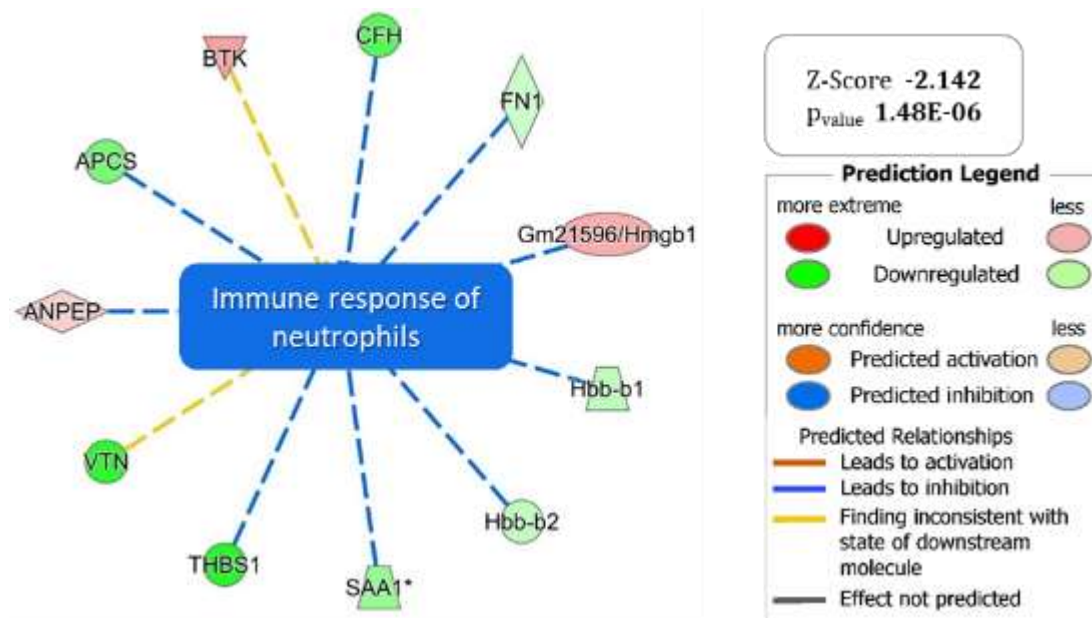 CFH
BTK
FN1
APCS
Gm21596/Hmgb1
Immune response of
neutrophils
ANPEP
Hbb-b1
VTN
Hbb-b2
THBS1
SAA1*
Z-Score -2.142
pvalue 1.48E-06
Prediction Legend
more extreme less
Upregulated
Downregulated
more confidence less
Predicted activation
Predicted inhibition
Predicted Relationships
Leads to activation
Leads to inhibition
Finding inconsistent with
state of downstream
molecule
Effect not predicted